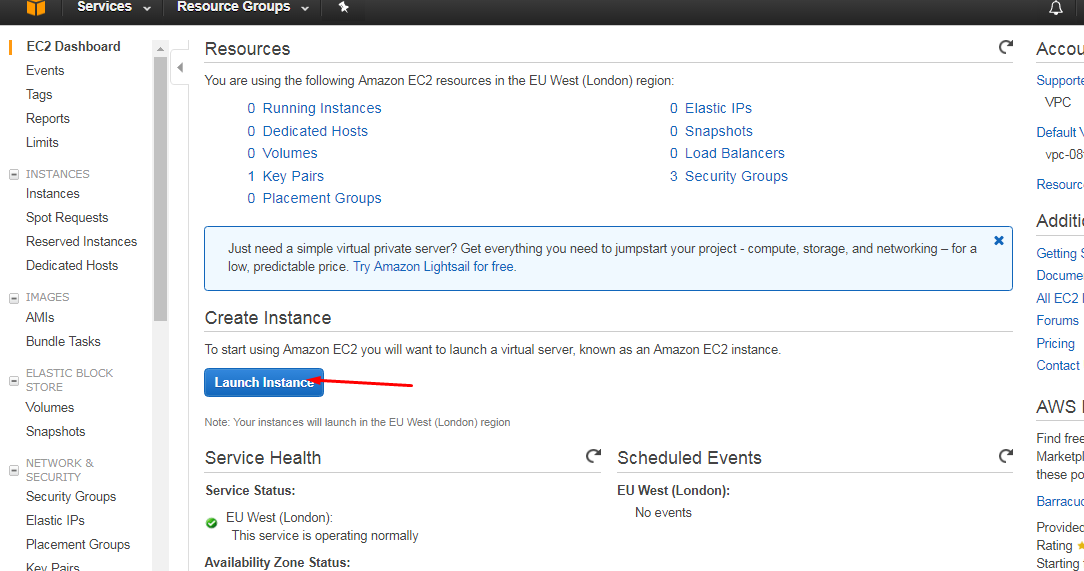 Services
Resource Groups
EC2 Dashboard
Events
Tags
Reports
Limits
INSTANCES
Instances
Spot Requests
Reserved Instances
Dedicated Hosts
IMAGES
AMIs
Bundle Tasks
ELASTIC BLOCK
STORE
Volumes
Snapshots
NETWORK &
SECURITY
Security Groups
Elastic IPs
Placement Groups
Key Pairs
Resources
You are using the following Amazon EC2 resources in the EU West (London) region:
0 Running Instances
0 Dedicated Hosts
0 Volumes
1 Key Pairs
0 Placement Groups
0 Elastic IPs
0 Snapshots
0 Load Balancers
3 Security Groups
Just need a simple virtual private server? Get everything you need to jumpstart your project - compute, storage, and networking – for a
low, predictable price. Try Amazon Lightsail for free.
Create Instance
To start using Amazon EC2 you will want to launch a virtual server, known as an Amazon EC2 instance.
Launch Instance
Note: Your instances will launch in the EU West (London) region
Service Health
Service Status:
EU West (London):
This service is operating normally
Availability Zone Status:
Scheduled Events
EU West (London):
No events
Accou
Supporte
VPC
Default V
vpc-08
Resourc
Additi
Getting S
Docume
All EC2
Forums
Pricing
Contact
AWS
Find free
Marketpl
these po
Barracud
Provided
Rating
Starting